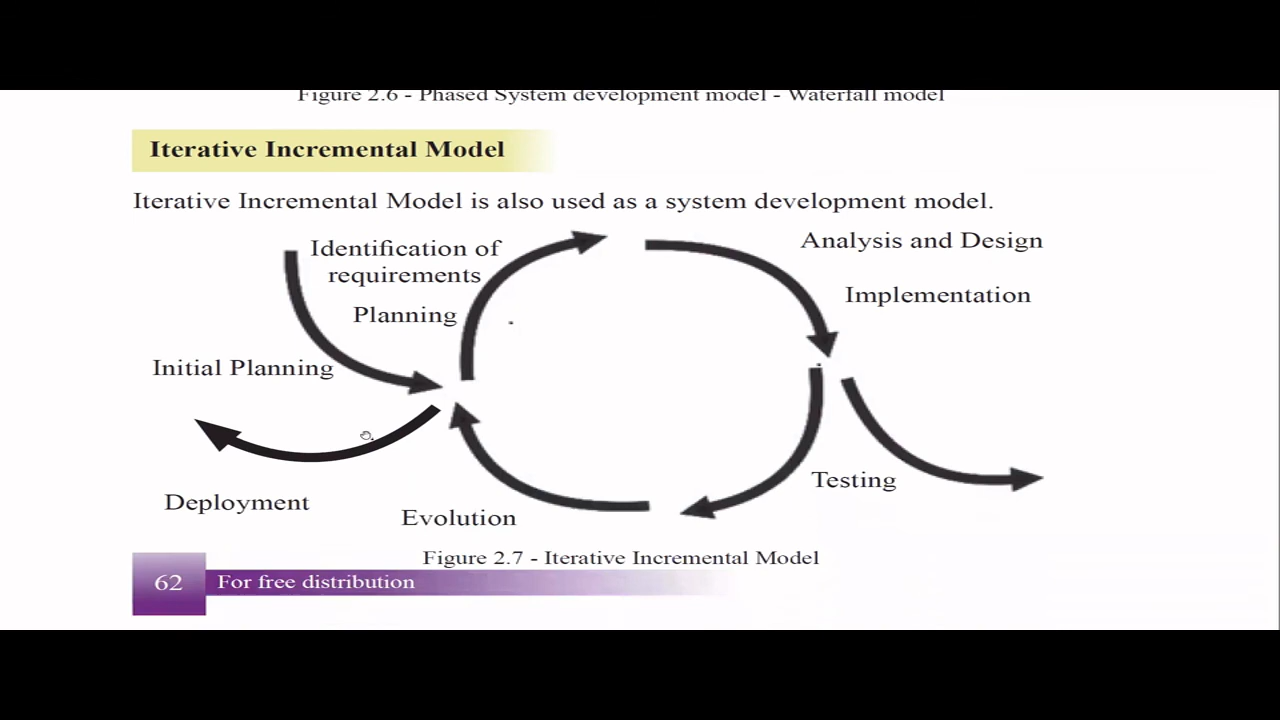 Figure 2.6 - Phased System development model - Waterfall model
Iterative Incremental Model
Iterative Incremental Model is also used as a system development model.
Identification of
requirements
Planning
Analysis and Design
Implementation
Initial Planning
Deployment
Evolution
Testing
Figure 2.7 - Iterative Incremental Model
62 For free distribution